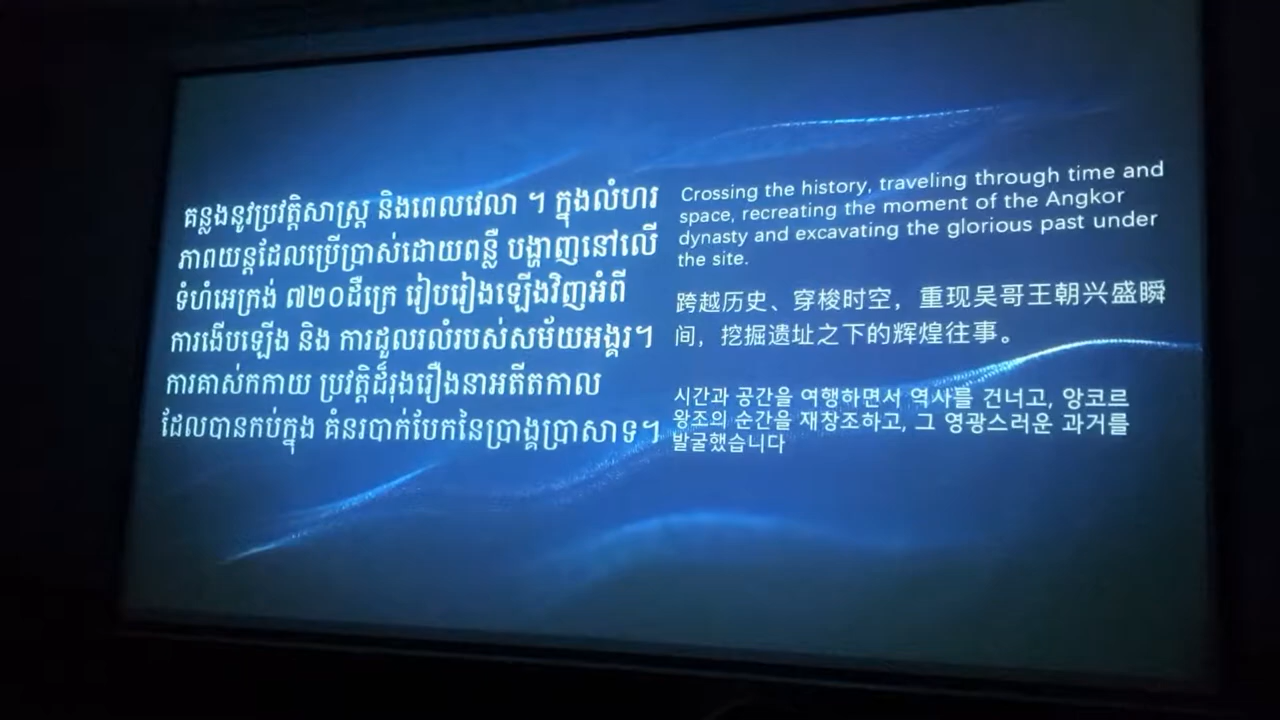 គន្លងនូវប្រវត្តិសាស្ត្រ និងពេលវេលា ។ ក្នុងលំហរ
ភាពយន្តដែលប្រើប្រាស់ដោយពន្លឺ បង្ហាញនៅលើ
ទំហំអេក្រង់ ៧២០ដឺក្រេ រៀបរៀងឡើងវិញអំពី
ការងើបឡើង និង ការដួលរលំរបស់សម័យអង្គរ។
ការគាស់កកាយ ប្រវត្តិដ៏រុងរឿងនាអតីតកាល
ដែលបានកប់ក្នុង គំនរបាក់បែកនៃប្រាង្គប្រាសាទ។
Crossing the history, traveling through time and
space, recreating the moment of the Angkor
dynasty and excavating the glorious past under
the site.
跨越历史、穿梭时空，重现吴哥王朝兴盛瞬
间，挖掘遗址之下的辉煌往事。
시간과 공간을 여행하면서 역사를 건너고, 앙코르
왕조의 순간을 재창조하고, 그 영광스러운 과거를
발굴했습니다